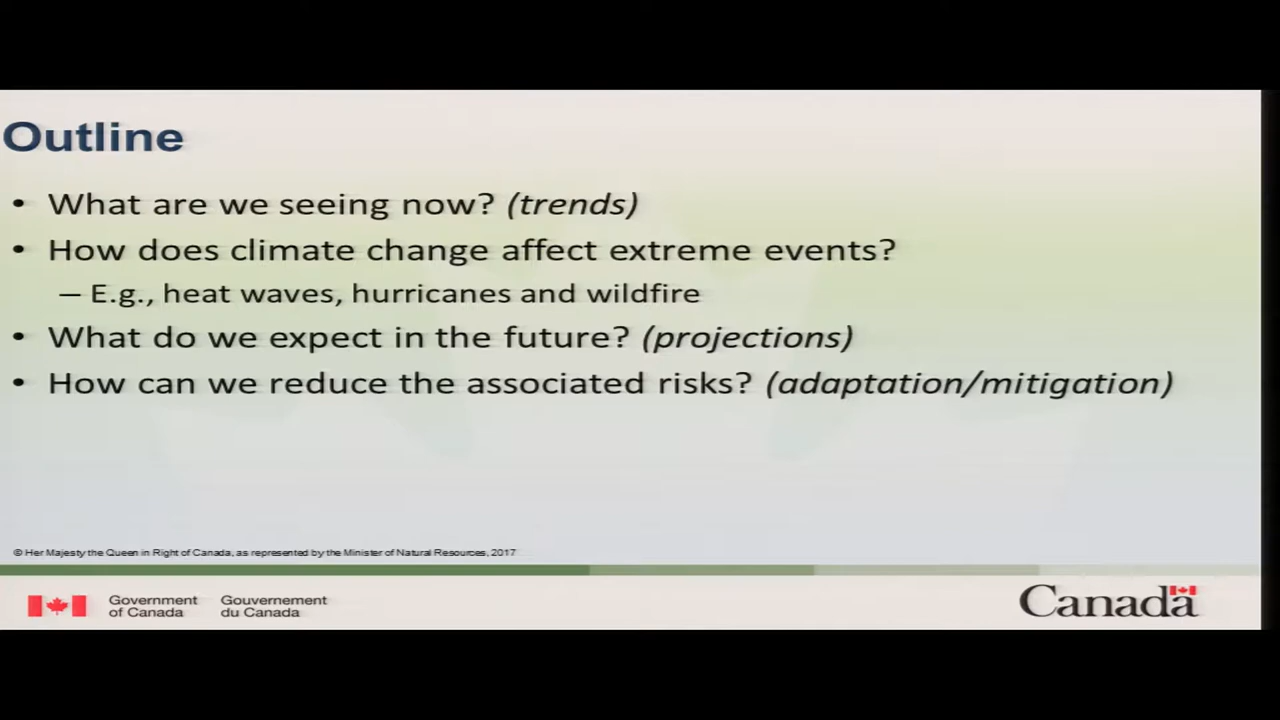 Outline
• What are we seeing now? (trends)
• How does climate change affect extreme events?
– E.g., heat waves, hurricanes and wildfire
• What do we expect in the future? (projections)
• How can we reduce the associated risks? (adaptation/mitigation)
© Her Majesty the Queen in Right of Canada, as represented by the Minister of Natural Resources, 2017
Government of Canada
Gouvernement du Canada
Canada